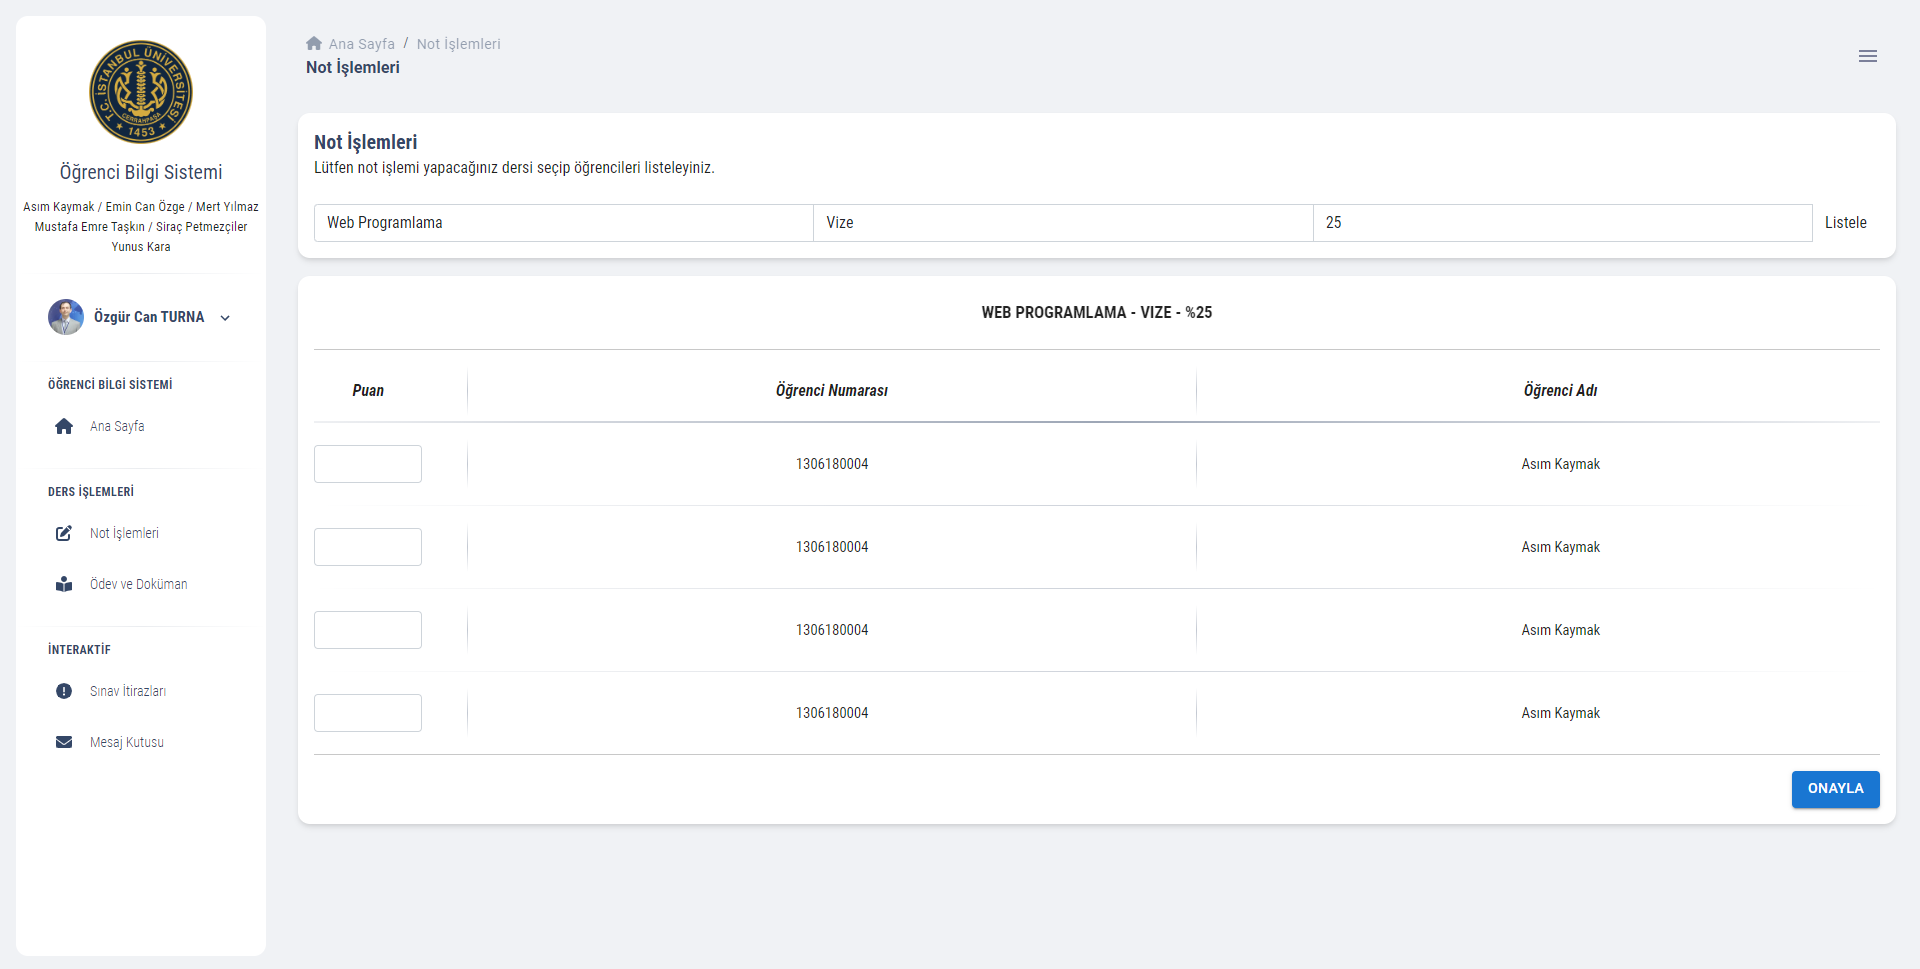 T.C. İSTANBUL ÜNİVERSİTESİ
CERRAHPAŞA
★ 1453 ★
Öğrenci Bilgi Sistemi
Asım Kaymak / Emin Can Özge / Mert Yılmaz
Mustafa Emre Taşkın / Siraç Petmezçiler
Yunus Kara
Özgür Can TURNA
ÖĞRENCİ BİLGİ SİSTEMİ
Ana Sayfa
DERS İŞLEMLERİ
Not İşlemleri
Ödev ve Doküman
İNTERAKTİF
Sınav İtirazları
Mesaj Kutusu
Ana Sayfa / Not İşlemleri
Not İşlemleri
Not İşlemleri
Lütfen not işlemi yapacağınız dersi seçip öğrencileri listeleyiniz.
Web Programlama Vize 25 Listele
WEB PROGRAMLAMA - VIZE - %25
Puan Öğrenci Numarası Öğrenci Adı
1306180004 Asım Kaymak
1306180004 Asım Kaymak
1306180004 Asım Kaymak
1306180004 Asım Kaymak
ONAYLA